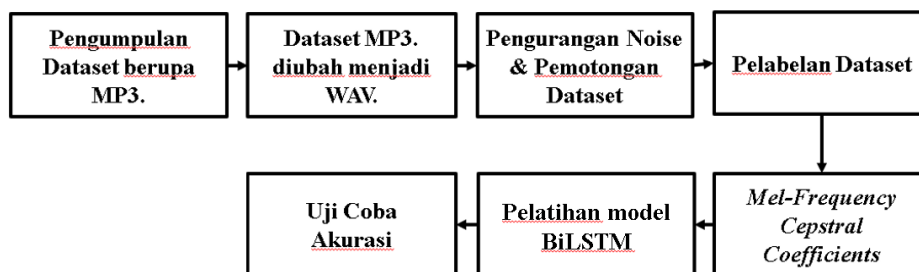 Pengumpulan
Dataset berupa
MP3.
Dataset MP3.
diubah menjadi
WAV.
Pengurangan Noise
& Pemotongan
Dataset
Pelabelan Dataset
Mel-Frequency
Cepstral
Coefficients
Pelatihan model
BiLSTM
Uji Coba
Akurasi